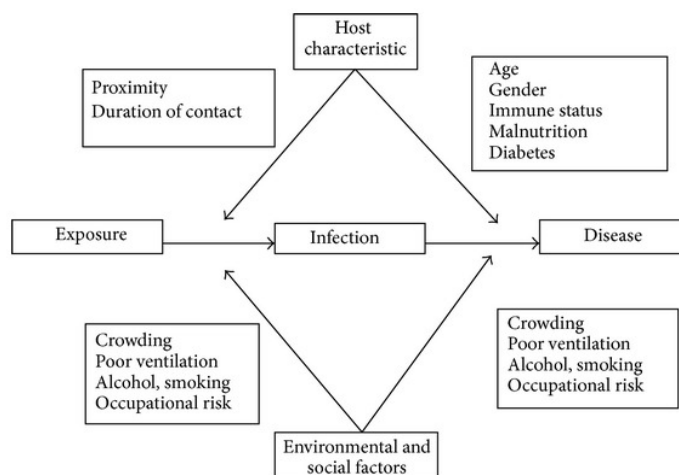 Host
characteristic
Proximity
Duration of contact
Age
Gender
Immune status
Malnutrition
Diabetes
Exposure
Infection
Disease
Crowding
Poor ventilation
Alcohol, smoking
Occupational risk
Crowding
Poor ventilation
Alcohol, smoking
Occupational risk
Environmental and
social factors